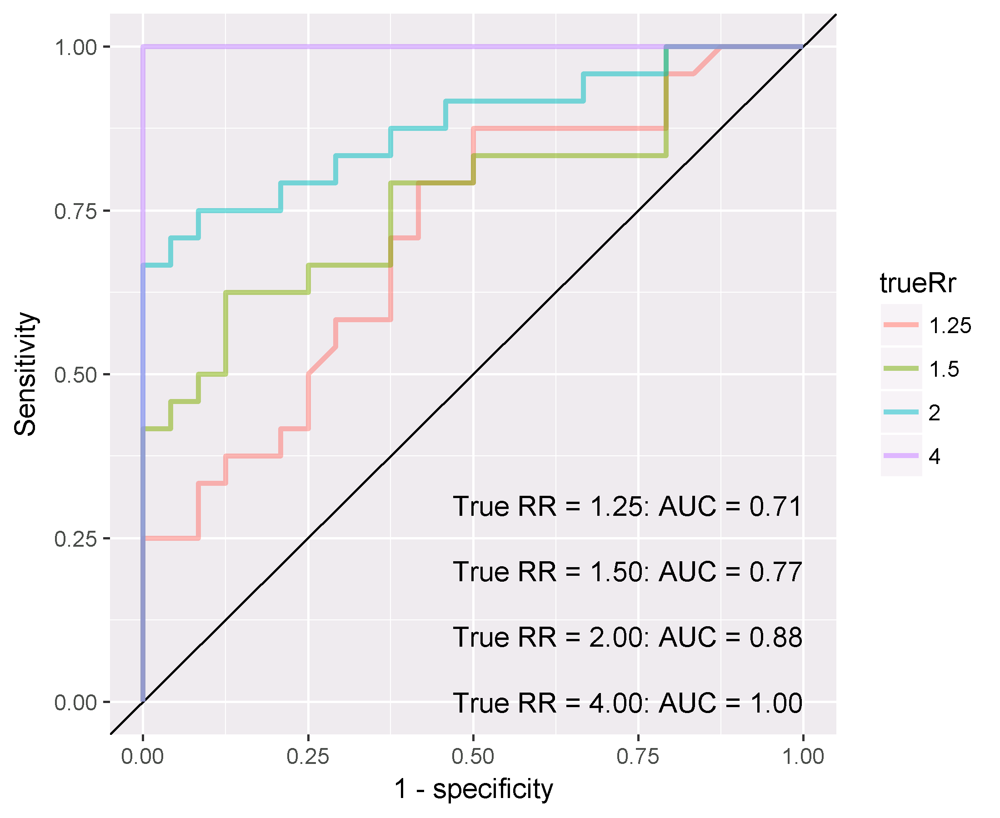 1.00
0.75
0.50
0.25
0.00
Sensitivity
0.00 0.25 0.50 0.75 1.00
1 - specificity
True RR = 1.25: AUC = 0.71
True RR = 1.50: AUC = 0.77
True RR = 2.00: AUC = 0.88
True RR = 4.00: AUC = 1.00
trueRr
1.25
1.5
2
4